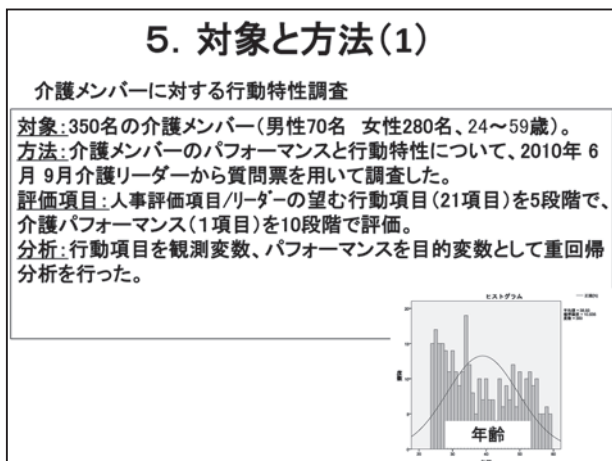 5. 対象と方法(1)
介護メンバーに対する行動特性調査
対象:350名の介護メンバー(男性70名 女性280名、24～59歳)。
方法:介護メンバーのパフォーマンスと行動特性について、2010年 6
月 9月介護リーダーから質問票を用いて調査した。
評価項目:人事評価項目/リーダーの望む行動項目(21項目)を5段階で、
介護パフォーマンス(1項目)を10段階で評価。
分析:行動項目を観測変数、パフォーマンスを目的変数として重回帰
分析を行った。
ヒストグラム
年齢